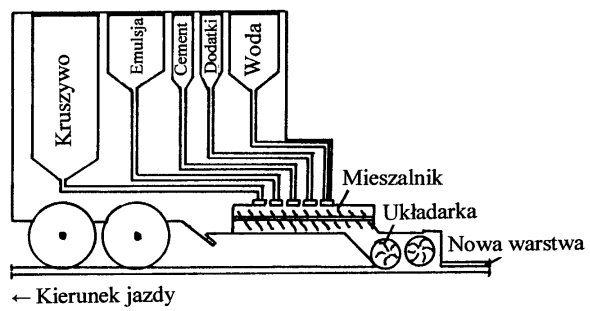 Kruszywo
Emulsja
Cement
Dodatki
Woda
Mieszalnik
Układarka
Nowa warstwa
← Kierunek jazdy